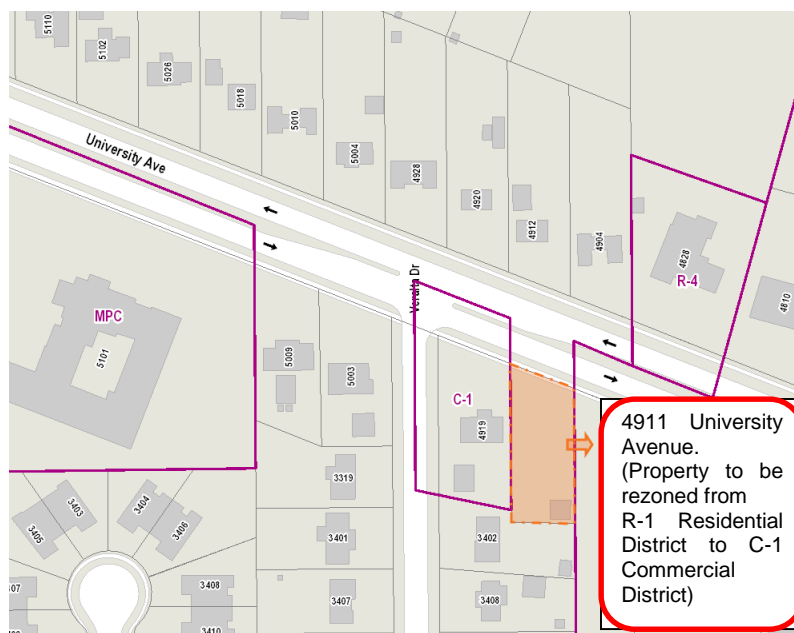 5110
5102
5026
5018
5010
5004
4928
4920
4912
4904
4828
R-4
4810
University Ave
Veralta Dr
MPC
5101
5009
5003
C-1
4919
3319
3401
3407
3402
3408
3403
3405
3404
3406
3408
3410
07
4911 University
Avenue.
(Property to be
rezoned from
R-1 Residential
District to C-1
Commercial
District)